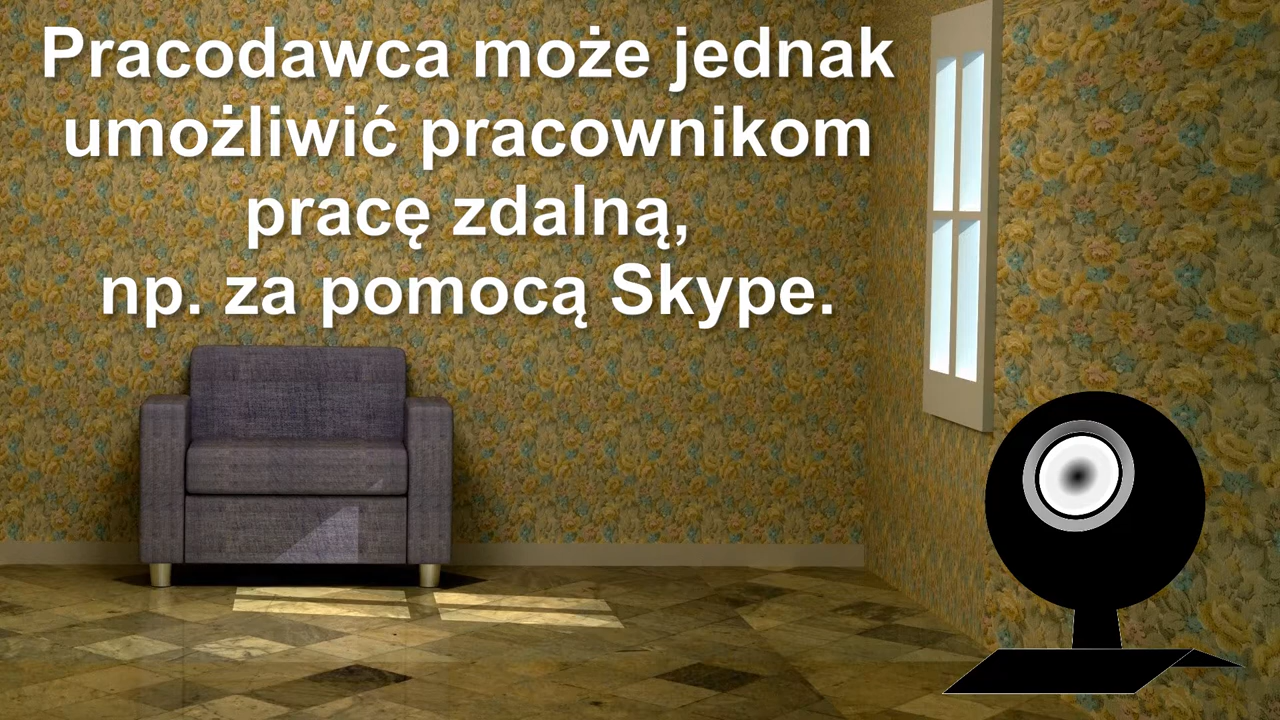 Pracodawca może jednak
umożliwić pracownikom
pracę zdalną,
np. za pomocą Skype.